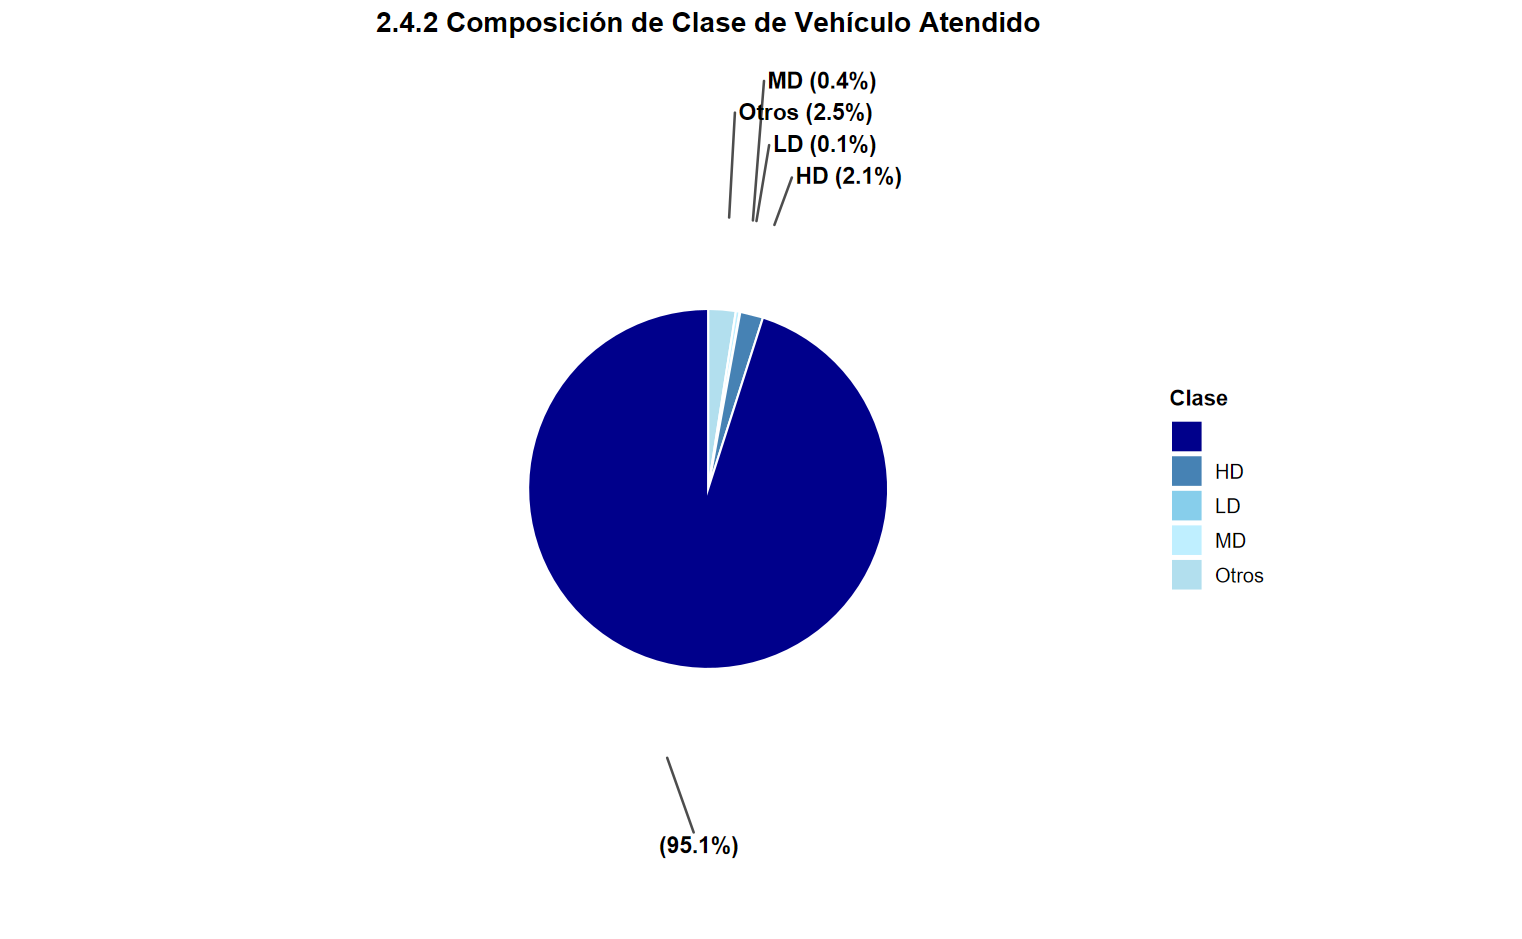 2.4.2 Composición de Clase de Vehículo Atendido
MD (0.4%)
Otros (2.5%)
LD (0.1%)
HD (2.1%)
(95.1%)
Clase
HD
LD
MD
Otros